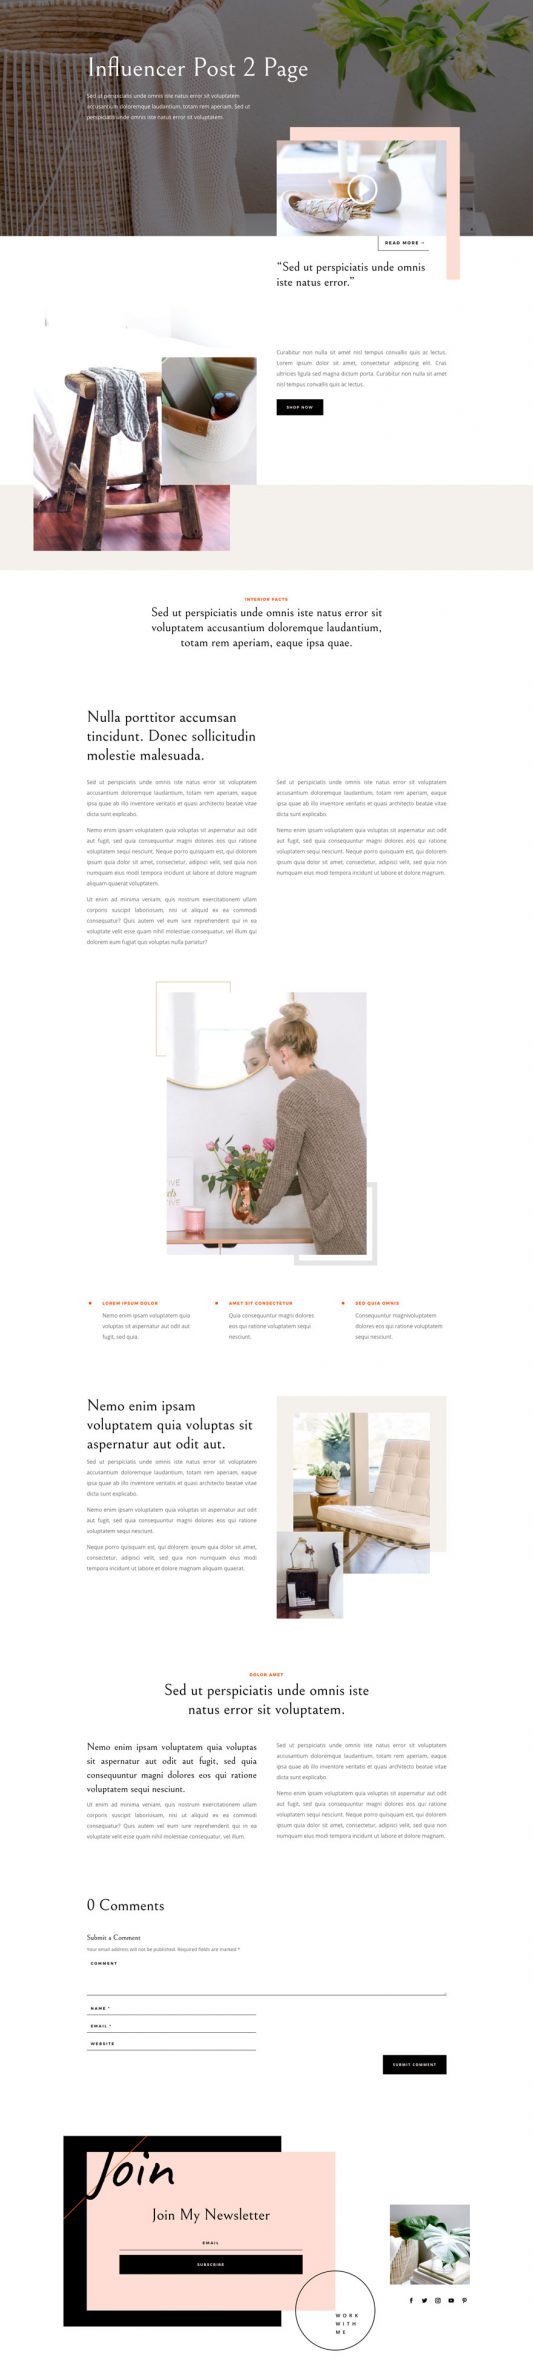 Influencer Post 2 Page
Sed ut perspiciatis unde omnis iste natus error sit voluptatem
accusantium doloremque laudantium, totam rem aperiam. Sed ut
perspiciatis unde omnis iste natus error sit voluptatem.
READ MORE →
“Sed ut perspiciatis unde omnis
iste natus error.”
Curabitur non nulla sit amet nisl tempus convallis quis ac lectus.
Lorem ipsum dolor sit amet, consectetur adipiscing elit. Cras
ultricies ligula sed magna dictum porta. Curabitur non nulla sit amet
nisl tempus convallis quis ac lectus.
SHOP NOW
INTERIOR FACTS
Sed ut perspiciatis unde omnis iste natus error sit
voluptatem accusantium doloremque laudantium,
totam rem aperiam, eaque ipsa quae.
Nulla porttitor accumsan
tincidunt. Donec sollicitudin
molestie malesuada.
Sed ut perspiciatis unde omnis iste natus error sit voluptatem
accusantium doloremque laudantium, totam rem aperiam, eaque
ipsa quae ab illo inventore veritatis et quasi architecto beatae vitae
dicta sunt explicabo.
Nemo enim ipsam voluptatem quia voluptas sit aspernatur aut odit
aut fugit, sed quia consequuntur magni dolores eos qui ratione
voluptatem sequi nesciunt. Neque porro quisquam est, qui dolorem
ipsum quia dolor sit amet, consectetur, adipisci velit, sed quia non
numquam eius modi tempora incidunt ut labore et dolore magnam
aliquam quaerat voluptatem.
Ut enim ad minima veniam, quis nostrum exercitationem ullam
corporis suscipit laboriosam, nisi ut aliquid ex ea commodi
consequatur? Quis autem vel eum iure reprehenderit qui in ea
voluptate velit esse quam nihil molestiae consequatur, vel illum qui
dolorem eum fugiat quo voluptas nulla pariatur?
Sed ut perspiciatis unde omnis iste natus error sit voluptatem
accusantium doloremque laudantium, totam rem aperiam, eaque
ipsa quae ab illo inventore veritatis et quasi architecto beatae vitae
dicta sunt explicabo.
Nemo enim ipsam voluptatem quia voluptas sit aspernatur aut odit
aut fugit, sed quia consequuntur magni dolores eos qui ratione
voluptatem sequi nesciunt. Neque porro quisquam est, qui dolorem
ipsum quia dolor sit amet, consectetur, adipisci velit, sed quia non
numquam eius modi tempora incidunt ut labore et dolore magnam.
LOREM IPSUM DOLOR
Nemo enim ipsam voluptatem quia
voluptas sit aspernatur aut odit aut
fugit, sed quia.
AMET SIT CONSECTETUR
Quia consequuntur magni dolores
eos qui ratione voluptatem sequi
nesciunt.
SED QUIA OMNIS
Consequuntur magnivoluptatem
dolores eos qui ratione voluptatem
sequi nesciunt.
Nemo enim ipsam
voluptatem quia voluptas sit
aspernatur aut odit aut.
Sed ut perspiciatis unde omnis iste natus error sit voluptatem
accusantium doloremque laudantium, totam rem aperiam, eaque
ipsa quae ab illo inventore veritatis et quasi architecto beatae vitae
dicta sunt explicabo.
Nemo enim ipsam voluptatem quia voluptas sit aspernatur aut odit
aut fugit, sed quia consequuntur magni dolores eos qui ratione
voluptatem sequi nesciunt.
Neque porro quisquam est, qui dolorem ipsum quia dolor sit amet,
consectetur, adipisci velit, sed quia non numquam eius modi
tempora incidunt ut labore et dolore magnam aliquam quaerat.
DOLOR AMET
Sed ut perspiciatis unde omnis iste
natus error sit voluptatem.
Nemo enim ipsam voluptatem quia voluptas
sit aspernatur aut odit aut fugit, sed quia
consequuntur magni dolores eos qui ratione
voluptatem sequi nesciunt.
Ut enim ad minima veniam, quis nostrum exercitationem ullam
corporis suscipit laboriosam, nisi ut aliquid ex ea commodi
consequatur? Quis autem vel eum iure reprehenderit qui in ea
voluptate velit esse quam nihil molestiae consequatur, vel illum.
Sed ut perspiciatis unde omnis iste natus error sit voluptatem
accusantium doloremque laudantium, totam rem aperiam, eaque
ipsa quae ab illo inventore veritatis et quasi architecto beatae vitae
dicta sunt explicabo.
Nemo enim ipsam voluptatem quia voluptas sit aspernatur aut odit
aut fugit, sed quia consequuntur magni dolores eos qui ratione
voluptatem sequi nesciunt. Neque porro quisquam est, qui dolorem
ipsum quia dolor sit amet, consectetur, adipisci velit, sed quia non
numquam eius modi tempora incidunt ut labore et dolore magnam.
0 Comments
Submit a Comment
Your email address will not be published. Required fields are marked *
COMMENT
NAME *
EMAIL *
WEBSITE
SUBMIT COMMENT
Join
Join My Newsletter
EMAIL
SUBSCRIBE
WORK
WITH
ME